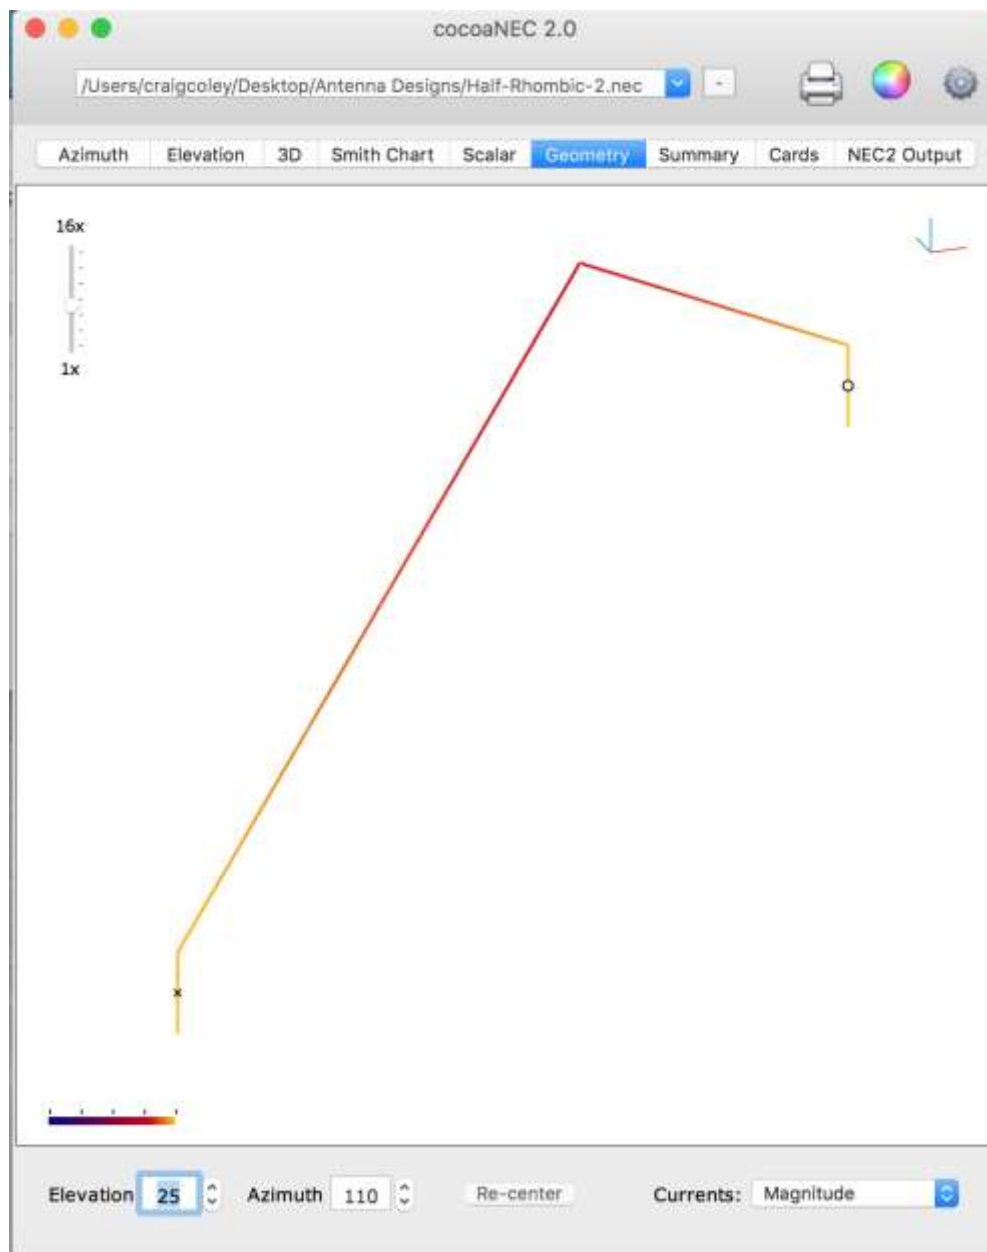 cocoaNEC 2.0
/Users/craigcoley/Desktop/Antenna Designs/Half-Rhombic-2.nec
Azimuth Elevation 3D Smith Chart Scalar Geometry Summary Cards NEC2 Output
16x
1x
Elevation 25 Azimuth 110 Re-center Currents: Magnitude